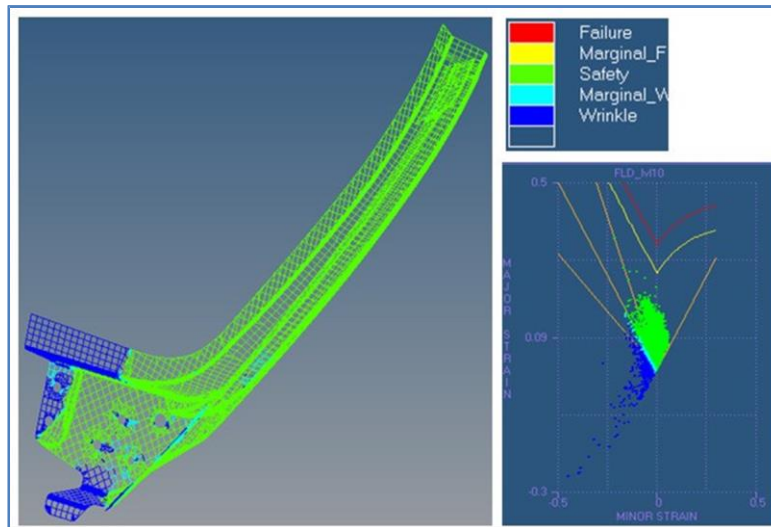 Failure
Marginal_F
Safety
Marginal_W
Wrinkle
FLD_M10
0.5
MAJOR STRAIN
0.09
-0.3
-0.5
0
0.5
MINOR STRAIN